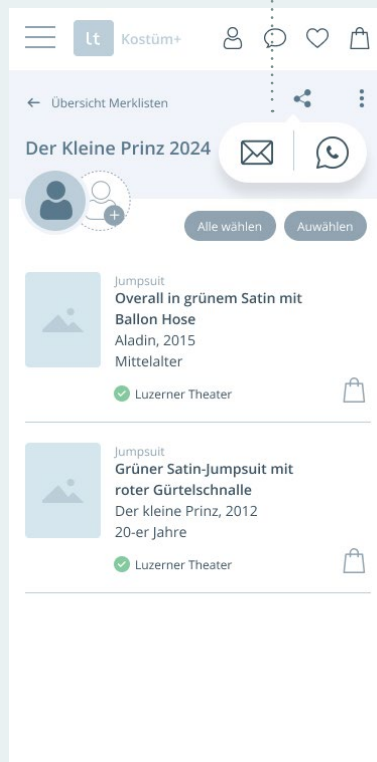 lt Kostüm+
← Übersicht Merklisten
Der Kleine Prinz 2024
Alle wählen Auwählen
Jumpsuit
Overall in grünem Satin mit
Ballon Hose
Aladin, 2015
Mittelalter
Luzerner Theater
Jumpsuit
Grüner Satin-Jumpsuit mit
roter Gürtelschnalle
Der kleine Prinz, 2012
20-er Jahre
Luzerner Theater